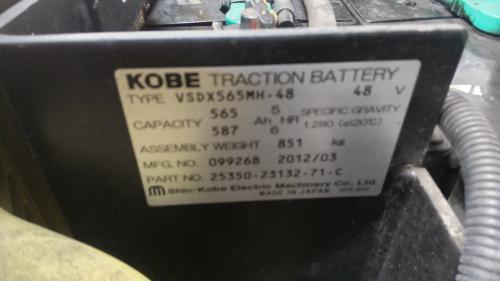 KOBE TRACTION BATTERY
TYPE VSDX565MH-48 48 V
CAPACITY 565 Ah 5 HR SPECIFIC GRAVITY
587 6 1.280 (at20℃)
ASSEMBLY WEIGHT 851 kg
MFG. NO. 099268 2012/03
PART NO. 25350-23132-71-C
Shin-Kobe Electric Machinery Co., Ltd.
MADE IN JAPAN